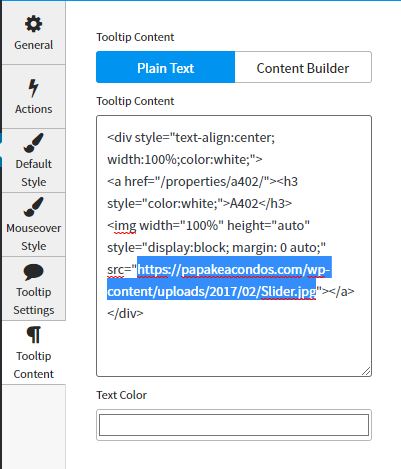 General
Actions
Default
Style
Mouseover
Style
Tooltip
Settings
Tooltip
Content
Tooltip Content
Plain Text
Content Builder
Tooltip Content
<div style="text-align:center;
width:100%;color:white;">
<a href="/properties/a402/"><h3
style="color:white;">A402</h3>
<img width="100%" height="auto"
style="display:block; margin: 0 auto;"
src="https://papakeacondos.com/wp-
content/uploads/2017/02/Slider.jpg"></a>
</div>
Text Color